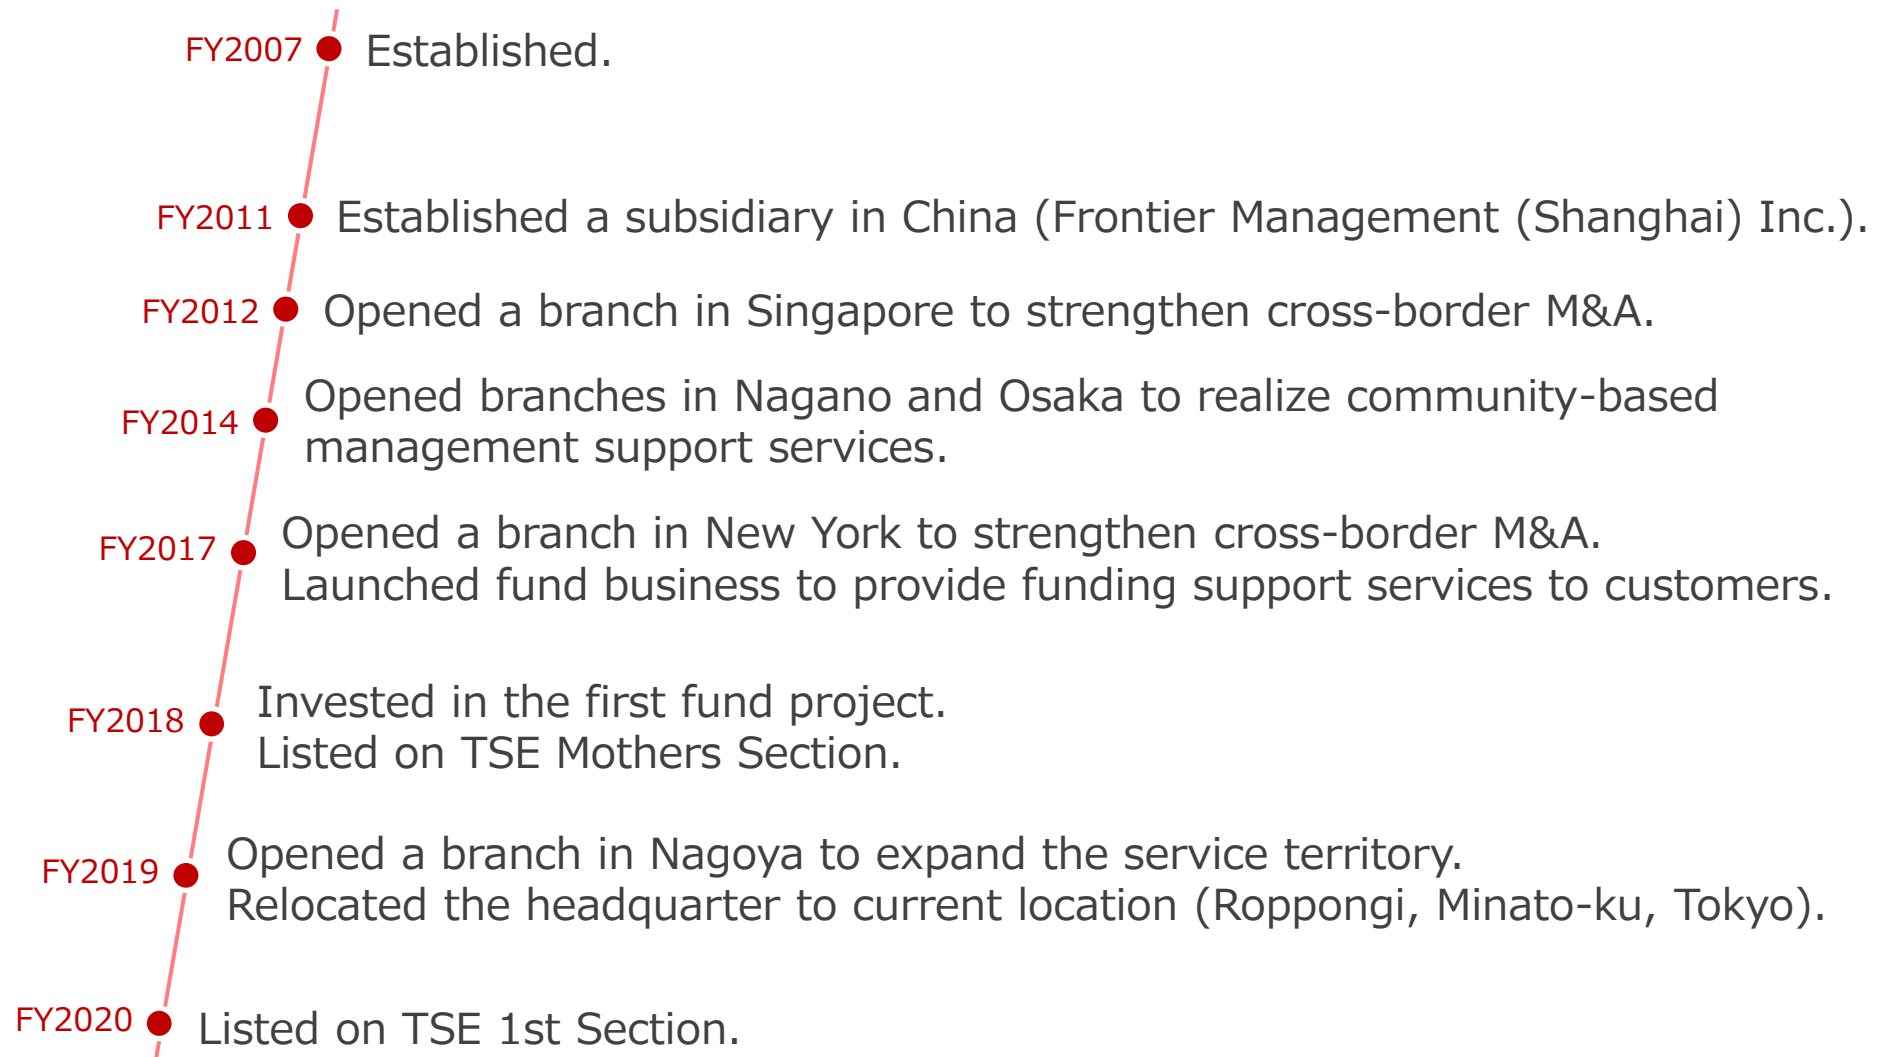 FY2007
Established.
FY2011
Established a subsidiary in China (Frontier Management (Shanghai) Inc.).
FY2012
Opened a branch in Singapore to strengthen cross-border M&A.
FY2014
Opened branches in Nagano and Osaka to realize community-based
management support services.
FY2017
Opened a branch in New York to strengthen cross-border M&A.
Launched fund business to provide funding support services to customers.
FY2018
Invested in the first fund project.
Listed on TSE Mothers Section.
FY2019
Opened a branch in Nagoya to expand the service territory.
Relocated the headquarter to current location (Roppongi, Minato-ku, Tokyo).
FY2020
Listed on TSE 1st Section.